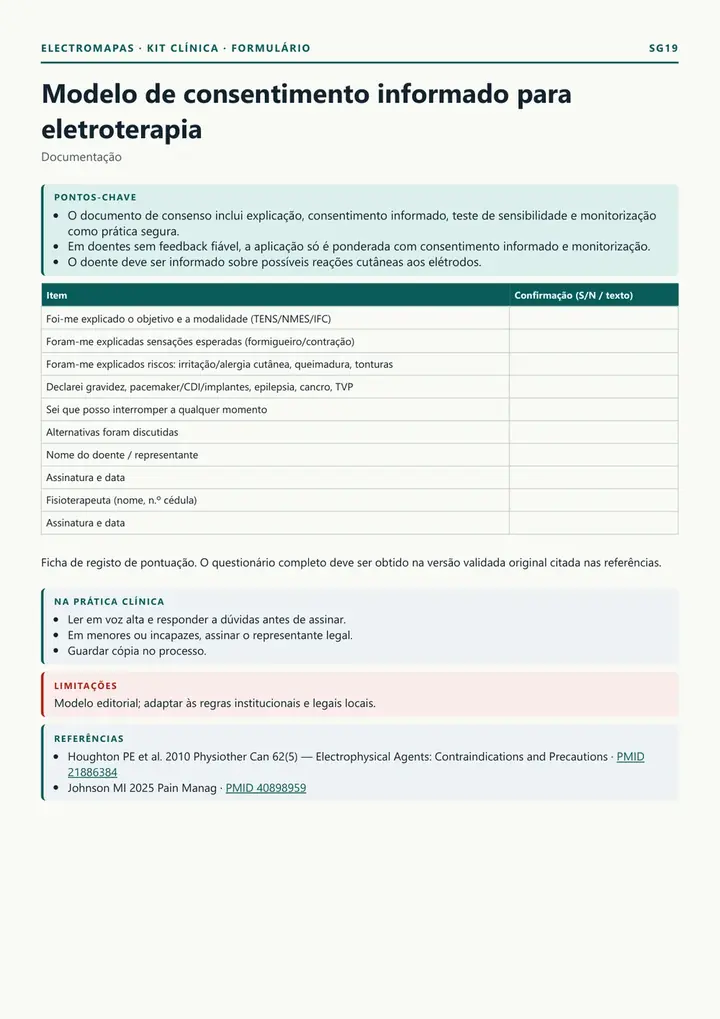 ELECTROMAPAS · KIT CLÍNICA · FORMULÁRIO SG19
Modelo de consentimento informado para
eletroterapia
Documentação
PONTOS-CHAVE
• O documento de consenso inclui explicação, consentimento informado, teste de sensibilidade e monitorização
como prática segura.
• Em doentes sem feedback fiável, a aplicação só é ponderada com consentimento informado e monitorização.
• O doente deve ser informado sobre possíveis reações cutâneas aos elétrodos.
Item Confirmação (S/N / texto)
Foi-me explicado o objetivo e a modalidade (TENS/NMES/IFC)
Foram-me explicadas sensações esperadas (formigueiro/contração)
Foram-me explicados riscos: irritação/alergia cutânea, queimadura, tonturas
Declarei gravidez, pacemaker/CDI/implantes, epilepsia, cancro, TVP
Sei que posso interromper a qualquer momento
Alternativas foram discutidas
Nome do doente / representante
Assinatura e data
Fisioterapeuta (nome, n.º cédula)
Assinatura e data
Ficha de registo de pontuação. O questionário completo deve ser obtido na versão validada original citada nas referências.
NA PRÁTICA CLÍNICA
• Ler em voz alta e responder a dúvidas antes de assinar.
• Em menores ou incapazes, assinar o representante legal.
• Guardar cópia no processo.
LIMITAÇÕES
Modelo editorial; adaptar às regras institucionais e legais locais.
REFERÊNCIAS
• Houghton PE et al. 2010 Physiother Can 62(5) — Electrophysical Agents: Contraindications and Precautions · PMID
21886384
• Johnson MI 2025 Pain Manag · PMID 40898959